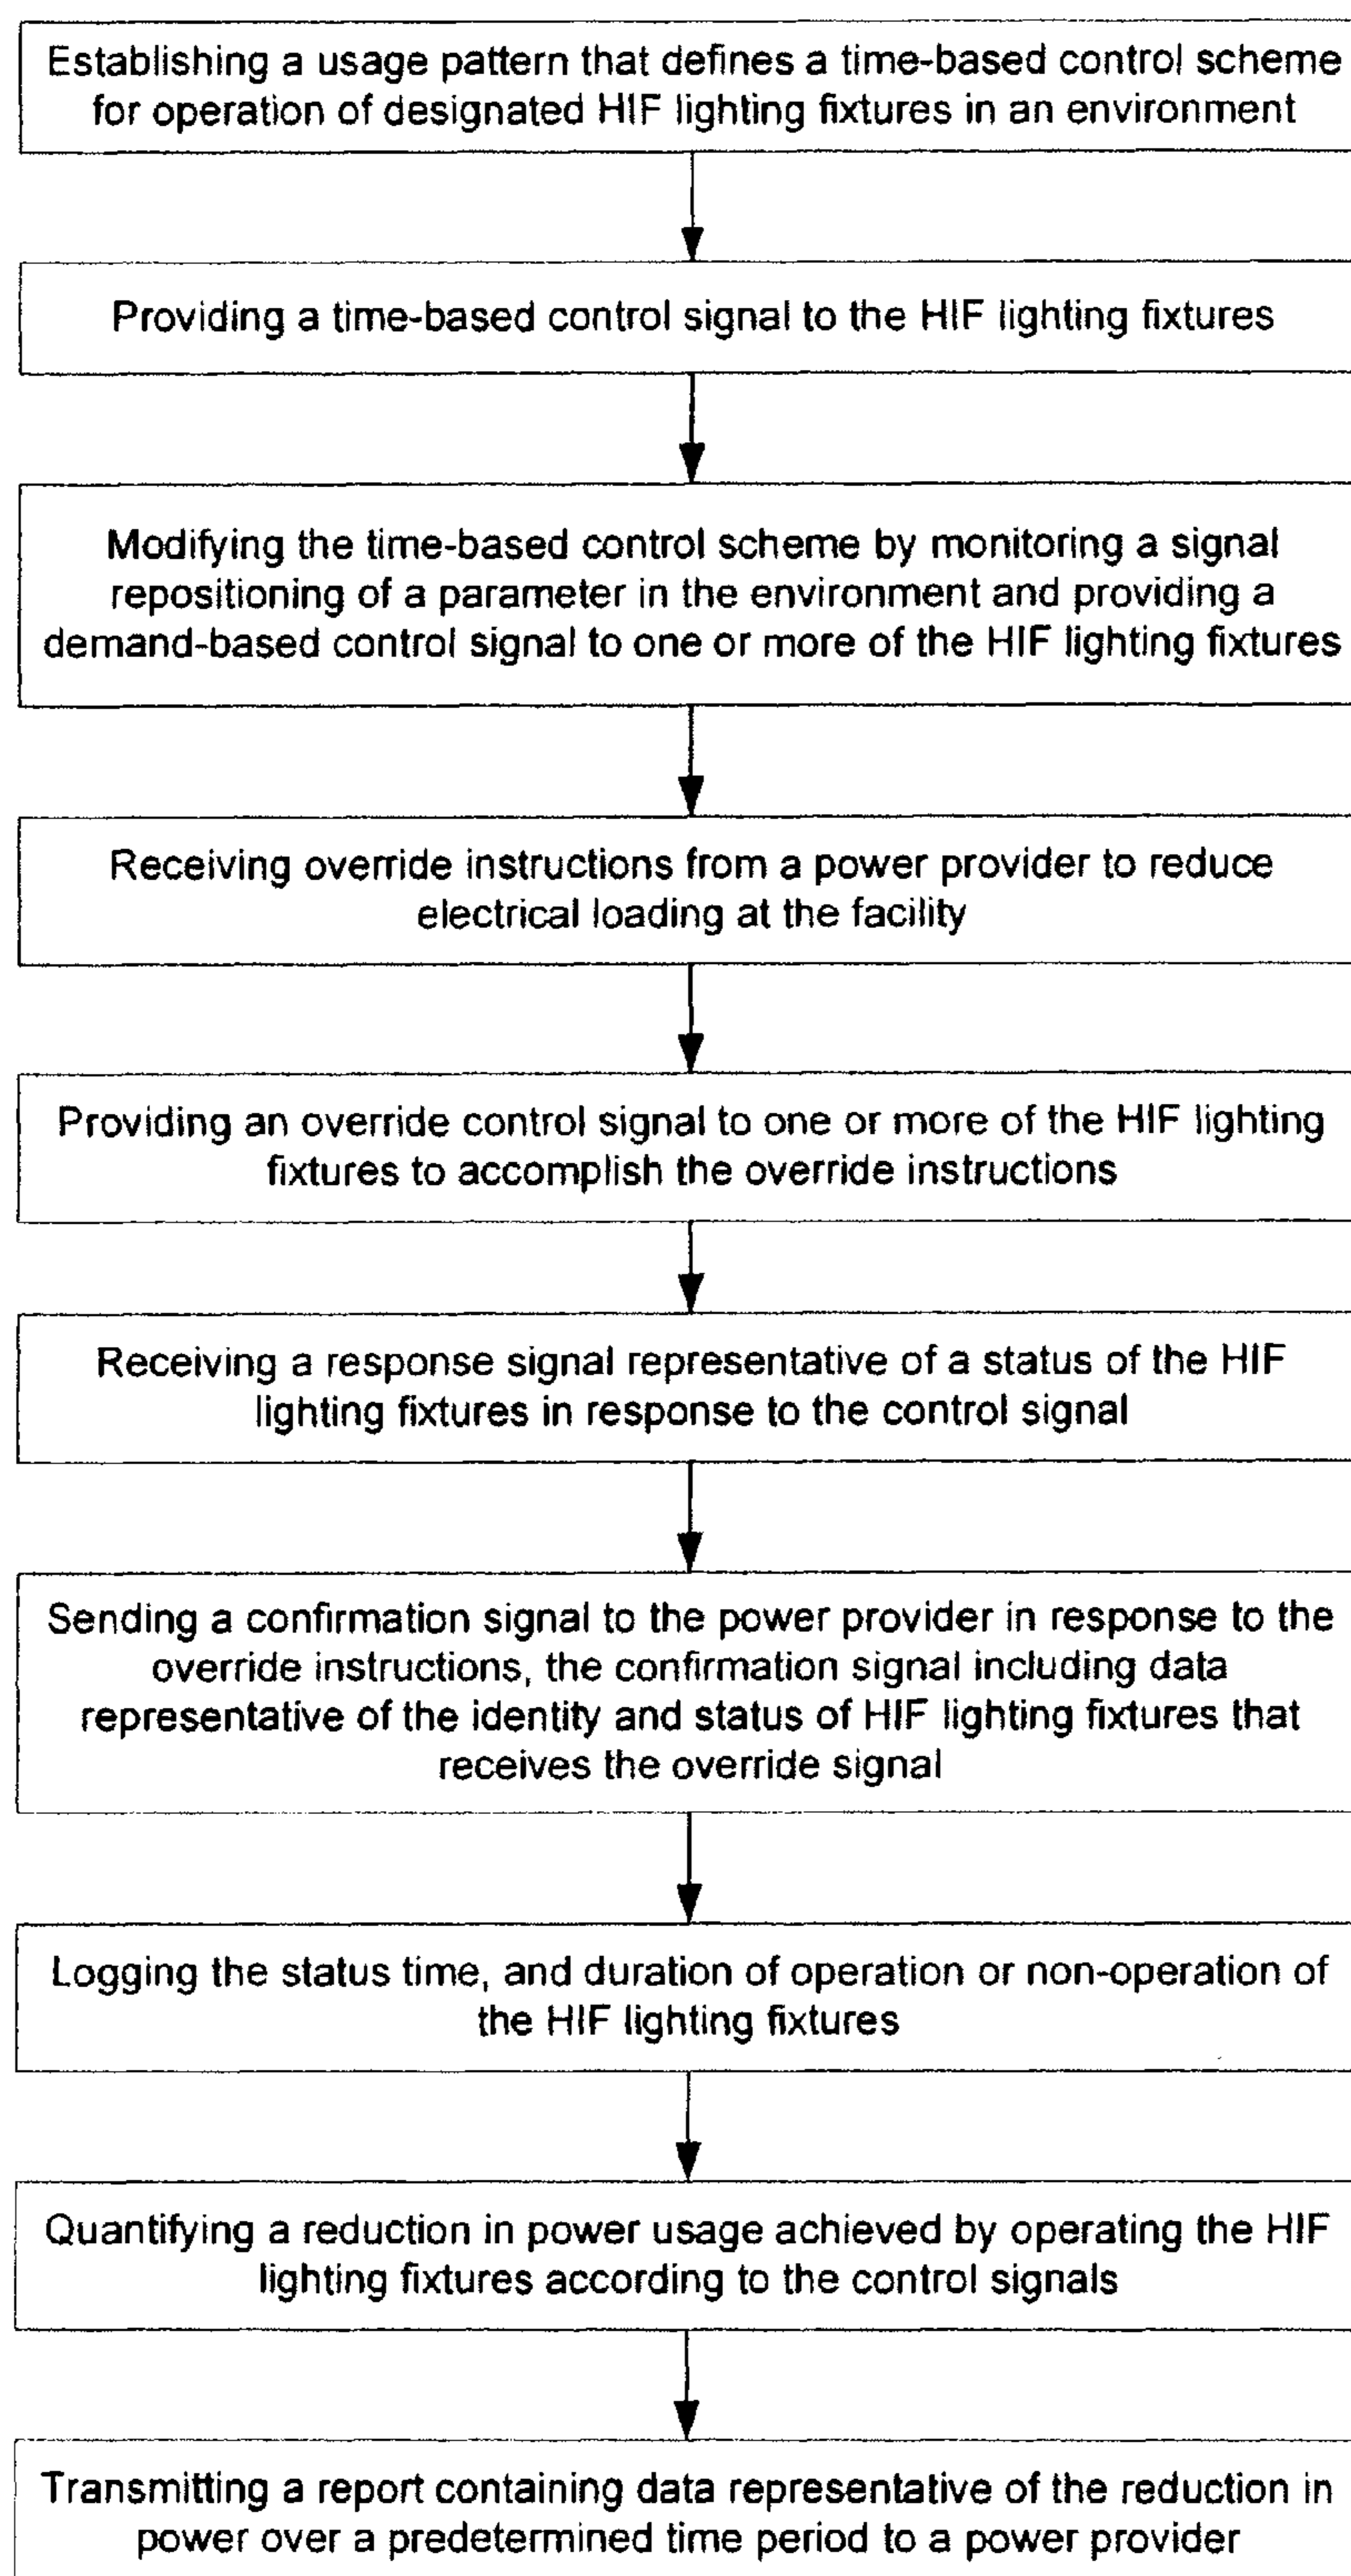 Establishing a usage pattern that defines a time-based control scheme
for operation of designated HIF lighting fixtures in an environment
Providing a time-based control signal to the HIF lighting fixtures
Modifying the time-based control scheme by monitoring a signal
repositioning of a parameter in the environment and providing a
demand-based control signal to one or more of the HIF lighting fixtures
Receiving override instructions from a power provider to reduce
electrical loading at the facility
Providing an override control signal to one or more of the HIF lighting
fixtures to accomplish the override instructions
Receiving a response signal representative of a status of the HIF
lighting fixtures in response to the control signal
Sending a confirmation signal to the power provider in response to the
override instructions, the confirmation signal including data
representative of the identity and status of HIF lighting fixtures that
receives the override signal
Logging the status time, and duration of operation or non-operation of
the HIF lighting fixtures
Quantifying a reduction in power usage achieved by operating the HIF
lighting fixtures according to the control signals
Transmitting a report containing data representative of the reduction in
power over a predetermined time period to a power provider